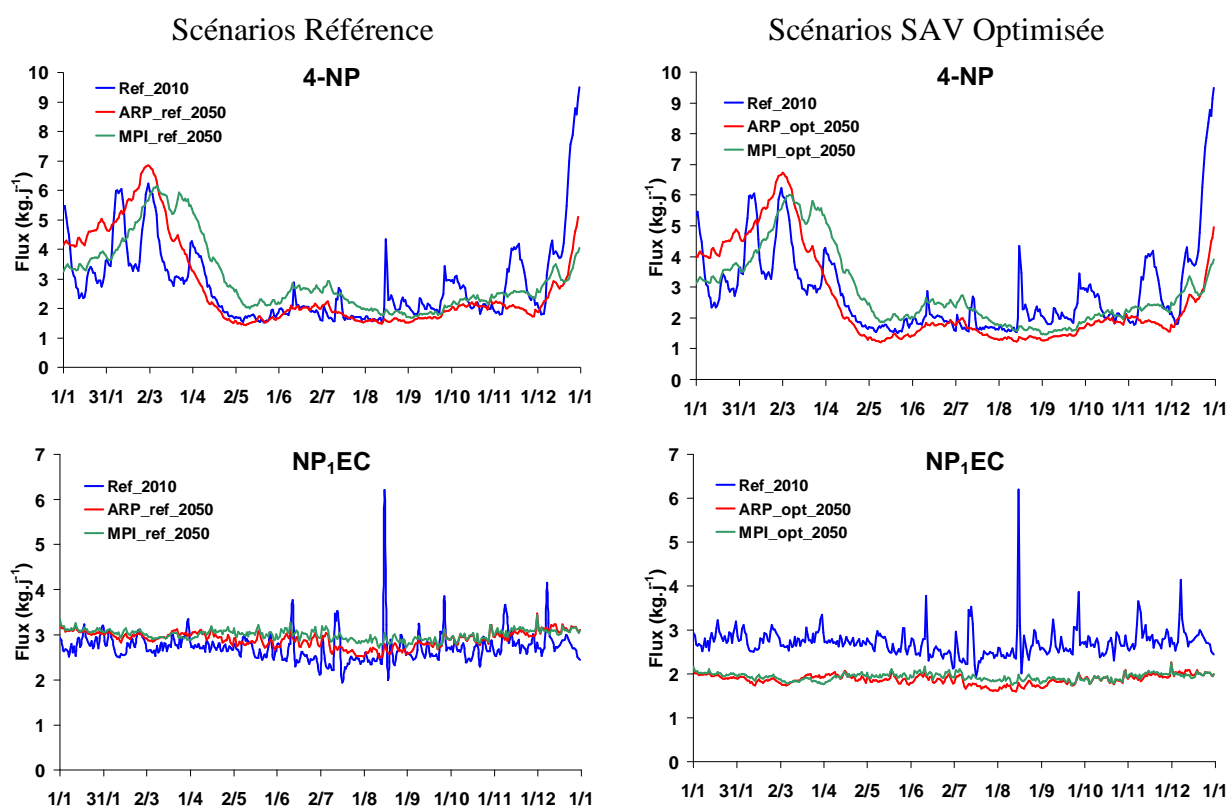 Scénarios Référence
Scénarios SAV Optimisée
4-NP
Ref_2010
ARP_ref_2050
MPI_ref_2050
Flux (kg.j⁻¹)
10
9
8
7
6
5
4
3
2
1
0
1/1 31/1 2/3 1/4 2/5 1/6 2/7 1/8 1/9 1/10 1/11 1/12 1/1
4-NP
Ref_2010
ARP_opt_2050
MPI_opt_2050
Flux (kg.j⁻¹)
10
9
8
7
6
5
4
3
2
1
0
1/1 31/1 2/3 1/4 2/5 1/6 2/7 1/8 1/9 1/10 1/11 1/12 1/1
NP₁EC
Ref_2010
ARP_ref_2050
MPI_ref_2050
Flux (kg.j⁻¹)
7
6
5
4
3
2
1
0
1/1 31/1 2/3 1/4 2/5 1/6 2/7 1/8 1/9 1/10 1/11 1/12 1/1
NP₁EC
Ref_2010
ARP_opt_2050
MPI_opt_2050
Flux (kg.j⁻¹)
7
6
5
4
3
2
1
0
1/1 31/1 2/3 1/4 2/5 1/6 2/7 1/8 1/9 1/10 1/11 1/12 1/1